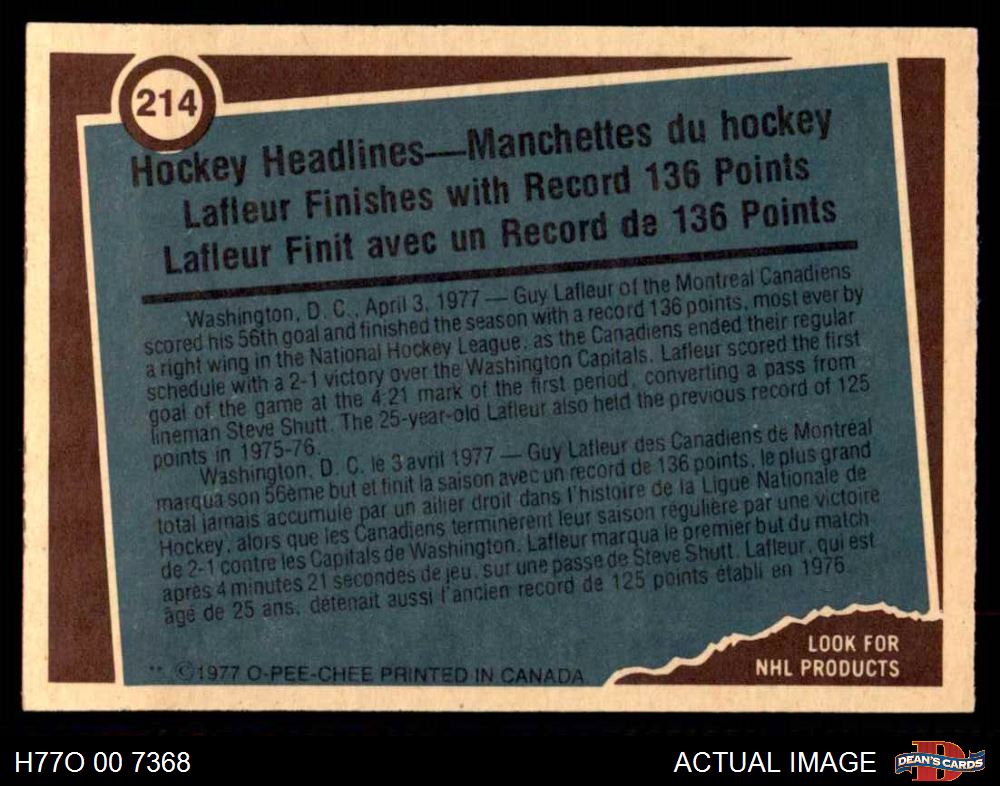 214
Hockey Headlines—Manchettes du hockey
Lafleur Finishes with Record 136 Points
Lafleur Finit avec un Record de 136 Points
Washington, D. C., April 3, 1977 — Guy Lafleur of the Montreal Canadiens
scored his 56th goal and finished the season with a record 136 points, most ever by
a right wing in the National Hockey League, as the Canadiens ended their regular
schedule with a 2-1 victory over the Washington Capitals. Lafleur scored the first
goal of the game at the 4:21 mark of the first period, converting a pass from
lineman Steve Shutt. The 25-year-old Lafleur also held the previous record of 125
points in 1975-76.
Washington, D. C. le 3 avril 1977 — Guy Lafleur des Canadiens de Montréal
marqua son 56ème but et finit la saison avec un record de 136 points, le plus grand
total jamais accumulé par un ailier droit dans l'histoire de la Ligue Nationale de
Hockey, alors que les Canadiens terminèrent leur saison régulière par une victoire
de 2-1 contre les Capitals de Washington. Lafleur marqua le premier but du match
après 4 minutes 21 secondes de jeu, sur une passe de Steve Shutt. Lafleur, qui est
âgé de 25 ans, détenait aussi l'ancien record de 125 points établi en 1976.
** ©1977 O-PEE-CHEE PRINTED IN CANADA
LOOK FOR
NHL PRODUCTS
H77O 00 7368
ACTUAL IMAGE
DEAN'S CARDS